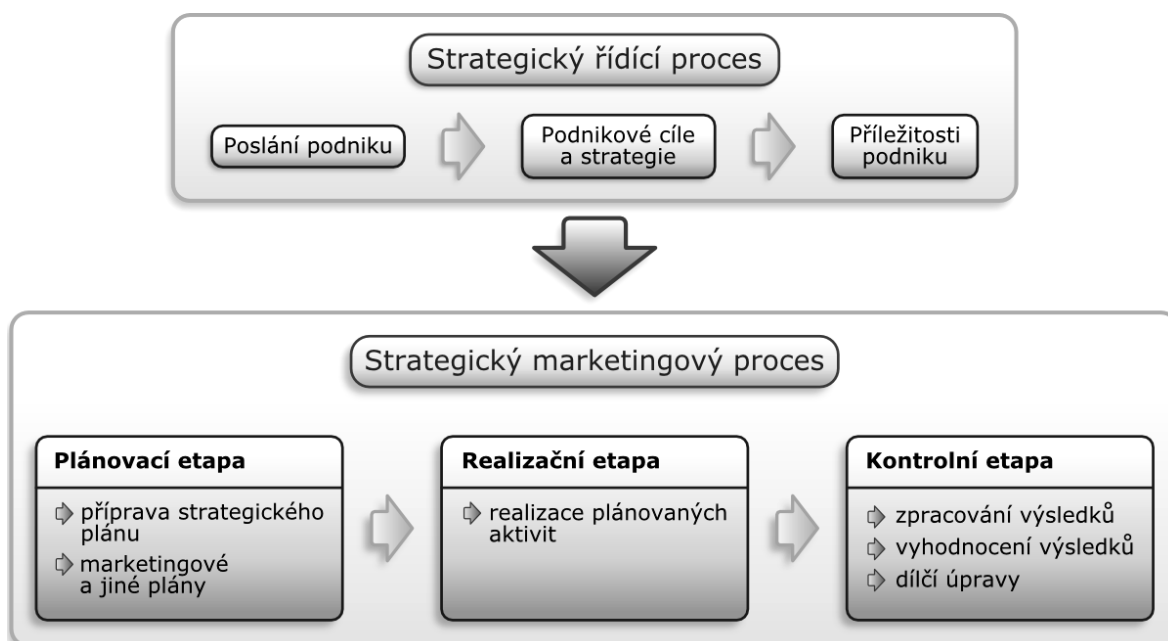 Strategický řídící proces
Poslání podniku
Podnikové cíle
a strategie
Příležitosti
podniku
Strategický marketingový proces
Plánovací etapa
příprava strategického
plánu
marketingové
a jiné plány
Realizační etapa
realizace plánovaných
aktivit
Kontrolní etapa
zpracování výsledků
vyhodnocení výsledků
dílčí úpravy